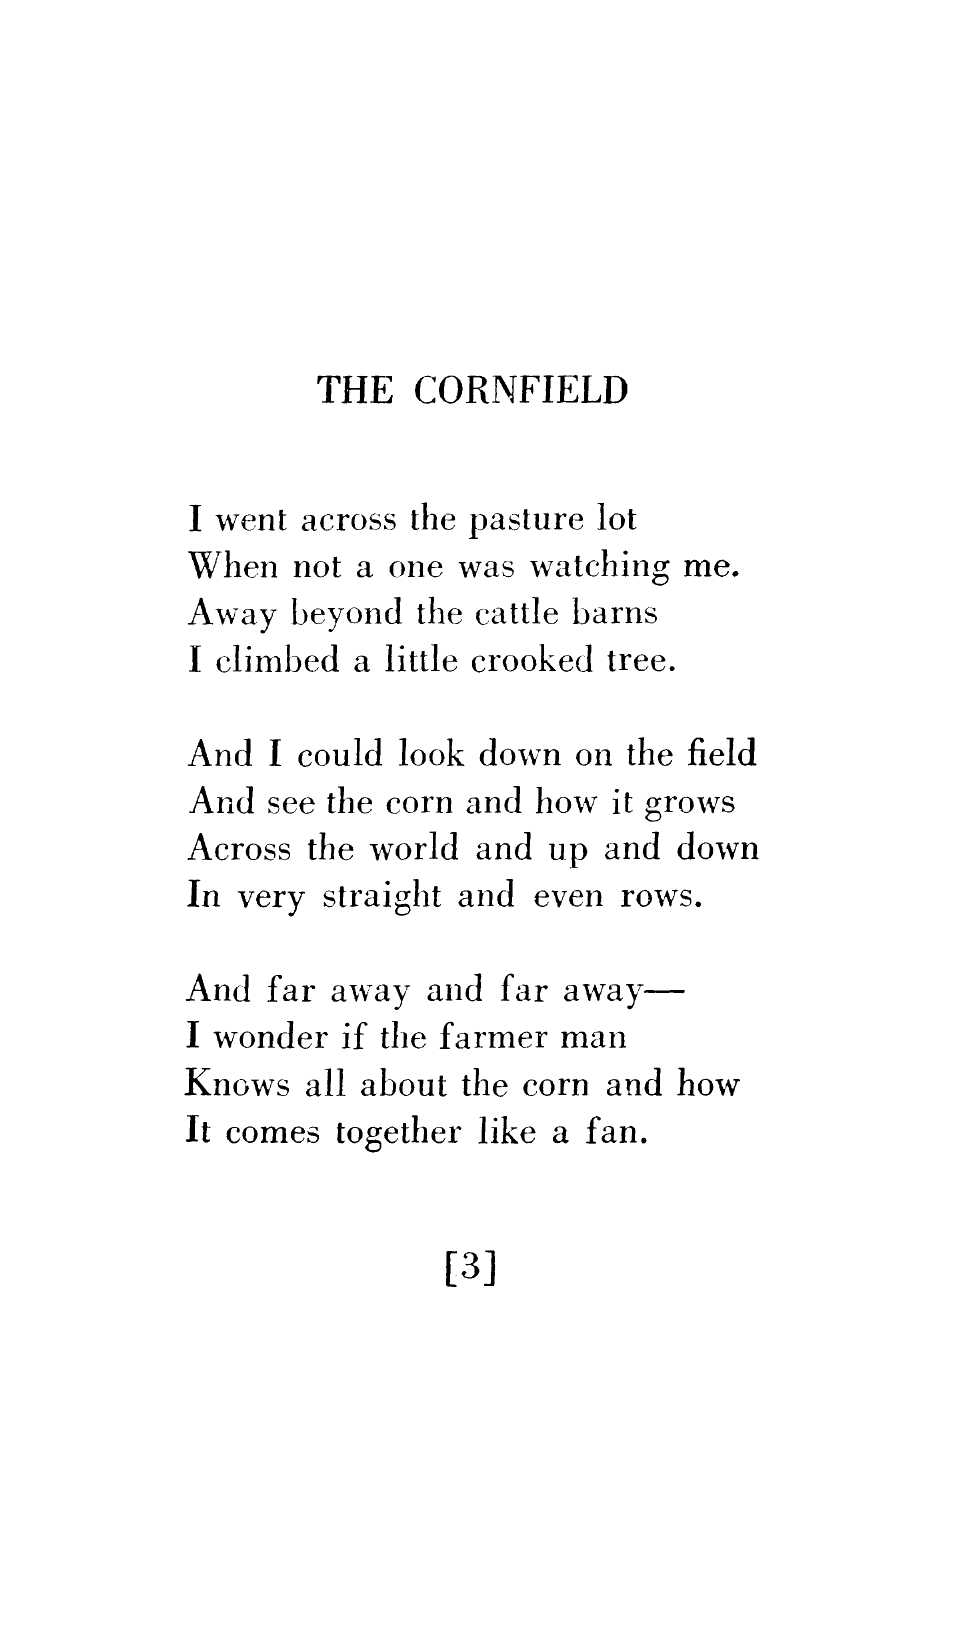 THE CORNFIELD
I went across the pasture lot
When not a one was watching me.
Away beyond the cattle barns
I climbed a little crooked tree.
And I could look down on the field
And see the corn and how it grows
Across the world and up and down
In very straight and even rows.
And far away and far away—
I wonder if the farmer man
Knows all about the corn and how
It comes together like a fan.
[3]